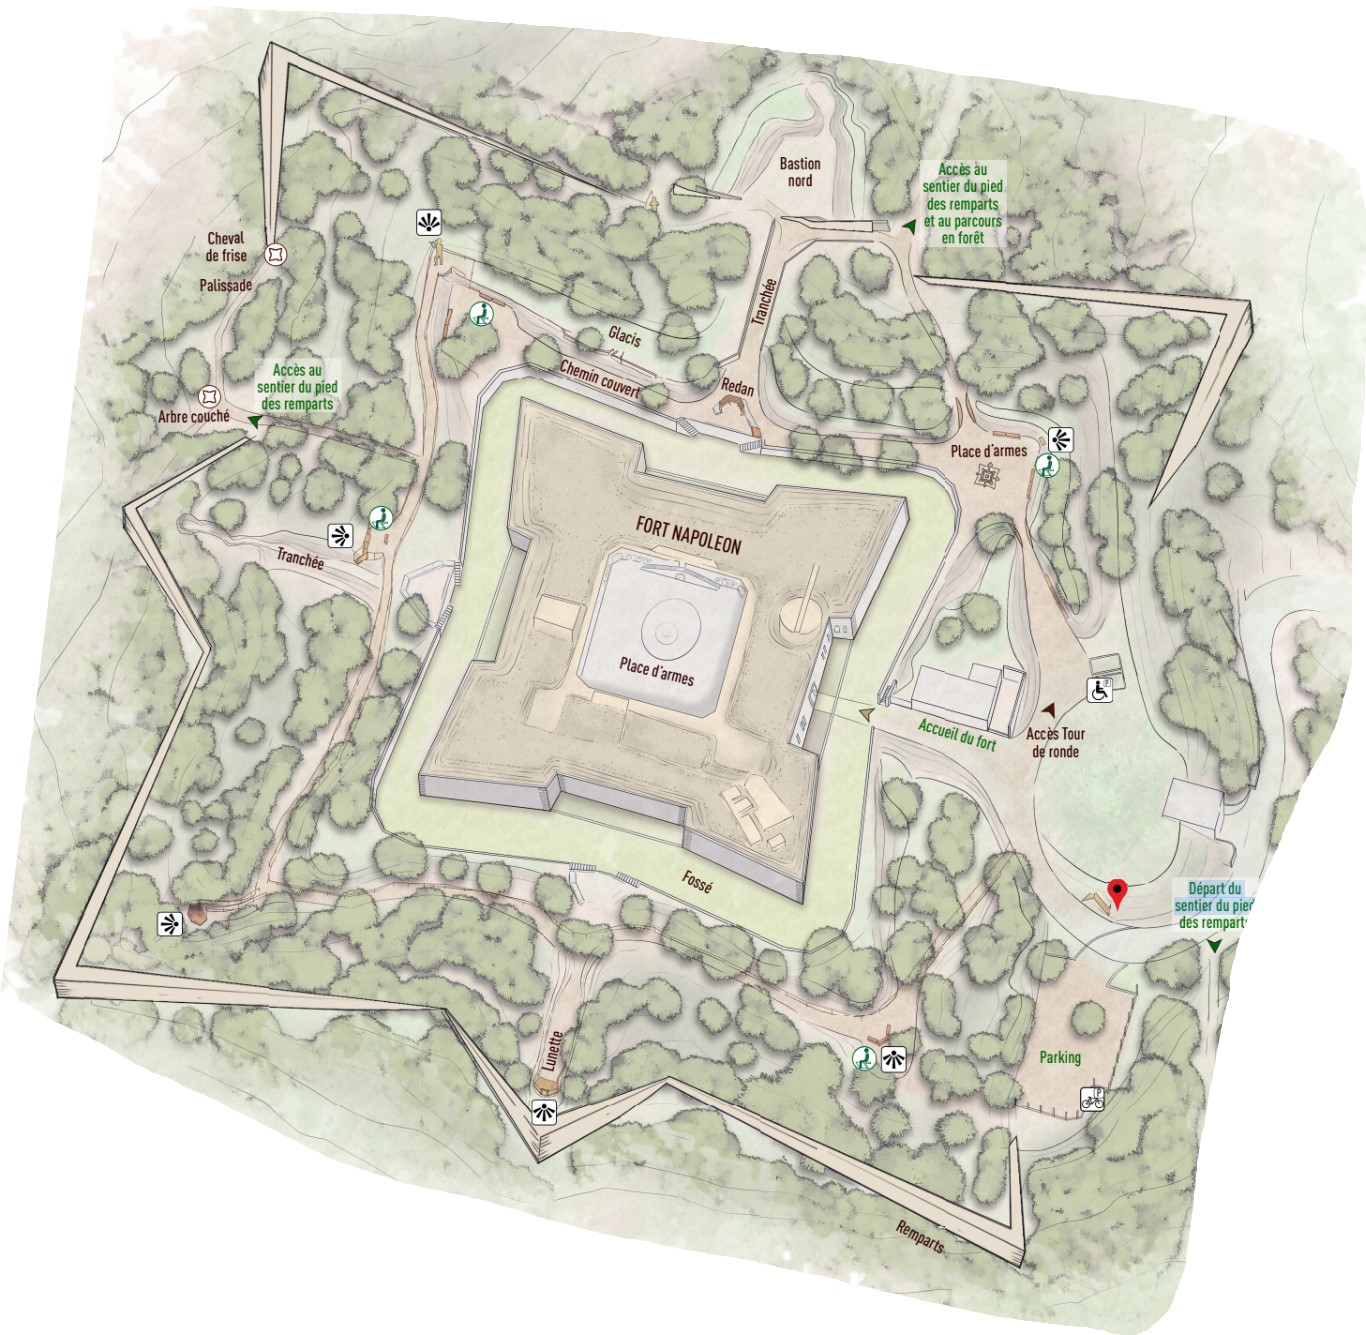 Bastion
nord
Accès au
sentier du pied
des remparts
et au parcours
en forêt
Cheval
de frise
Palissade
Tranchée
Glacis
Chemin couvert
Redan
Accès au
sentier du pied
des remparts
Arbre couché
Place d'armes
FORT NAPOLEON
Tranchée
Place d'armes
P
Accueil du fort
Accès Tour
de ronde
Fossé
Départ du
sentier du pied
des remparts
Lunette
Parking
P
Remparts